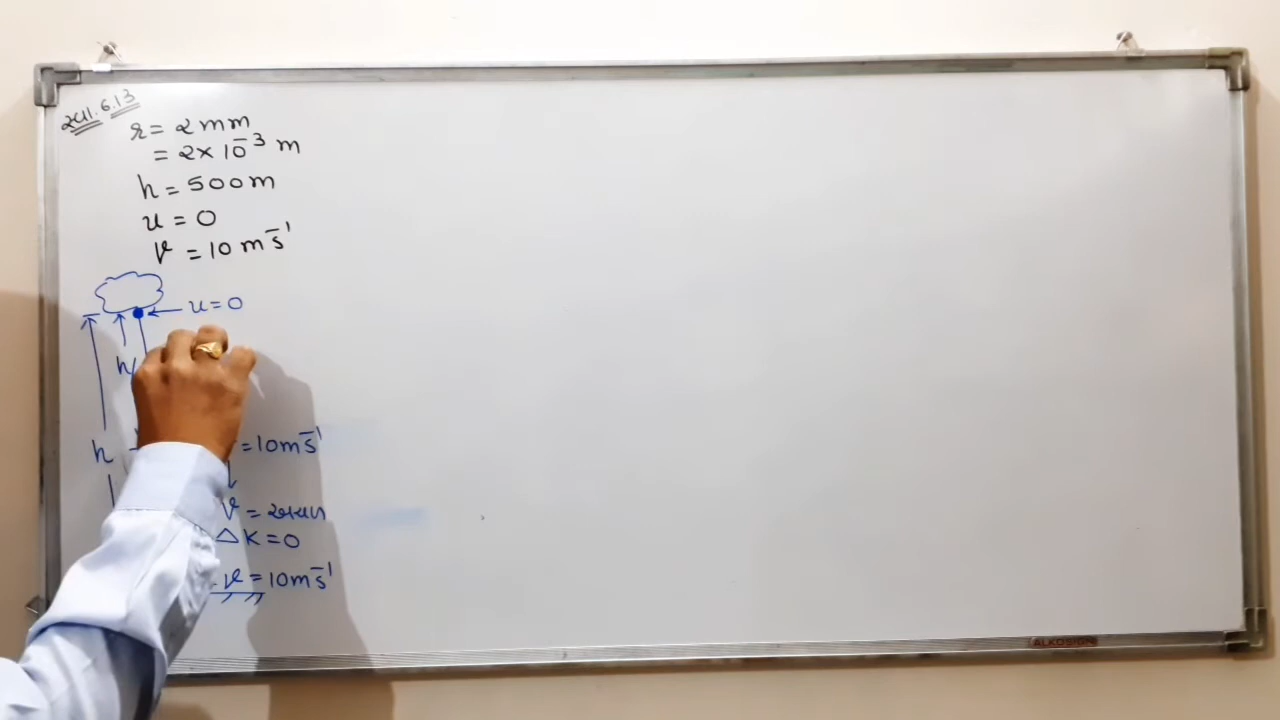 6.13
r = 2 mm
= 2 × 10⁻³ m
h = 500 m
u = 0
v = 10 m s⁻¹
u = 0
h/
h
= 10 m s⁻¹
v = અચળ
ΔK = 0
v = 10 m s⁻¹
ALKOSIGN